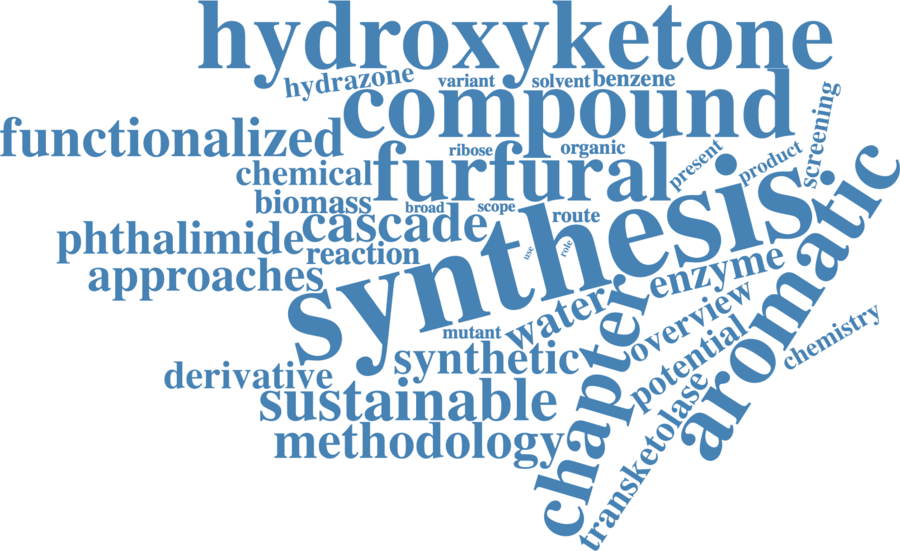 hydroxyketone
hydrazone
variant
solvent
benzene
compound
screening
functionalized
ribose
organic
present
product
chemical
furfural
biomass
broad
scope
aromatic
cascade
route
synthesis
phthalimide
reaction
use
role
enzyme
approaches
mutant
water
overview
synthetic
chapter
potential
chemistry
derivative
sustainable
transketolase
methodology